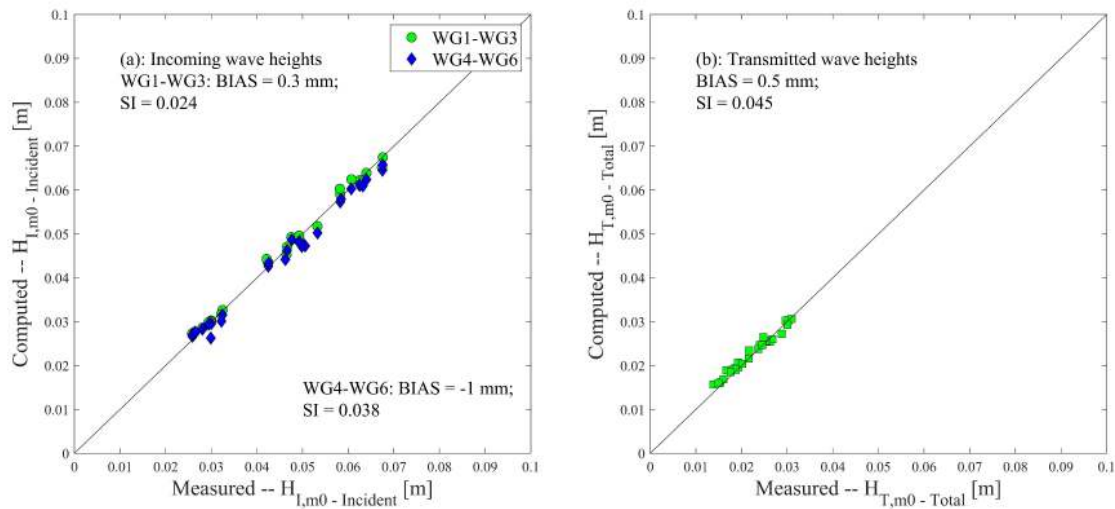 (a): Incoming wave heights
WG1-WG3: BIAS = 0.3 mm;
SI = 0.024
WG1-WG3
WG4-WG6
WG4-WG6: BIAS = -1 mm;
SI = 0.038
Computed -- H_I,m0 - Incident [m]
0.1
0.09
0.08
0.07
0.06
0.05
0.04
0.03
0.02
0.01
0
0 0.01 0.02 0.03 0.04 0.05 0.06 0.07 0.08 0.09 0.1
Measured -- H_I,m0 - Incident [m]
(b): Transmitted wave heights
BIAS = 0.5 mm;
SI = 0.045
Computed -- H_T,m0 - Total [m]
0.1
0.09
0.08
0.07
0.06
0.05
0.04
0.03
0.02
0.01
0
0 0.01 0.02 0.03 0.04 0.05 0.06 0.07 0.08 0.09 0.1
Measured -- H_T,m0 - Total [m]